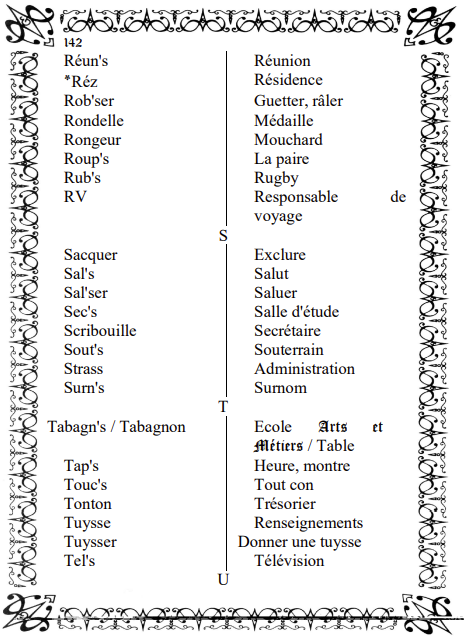 142
Réun's Réunion
*Réz Résidence
Rob'ser Guetter, râler
Rondelle Médaille
Rongeur Mouchard
Roup's La paire
Rub's Rugby
RV Responsable de
voyage
S
Sacquer Exclure
Sal's Salut
Sal'ser Saluer
Sec's Salle d'étude
Scribouille Secrétaire
Sout's Souterrain
Strass Administration
Surn's Surnom
T
Tabagn's / Tabagnon Ecole Arts et
Métiers / Table
Tap's Heure, montre
Touc's Tout con
Tonton Trésorier
Tuysse Renseignements
Tuysser Donner une tuysse
Tel's Télévision
U